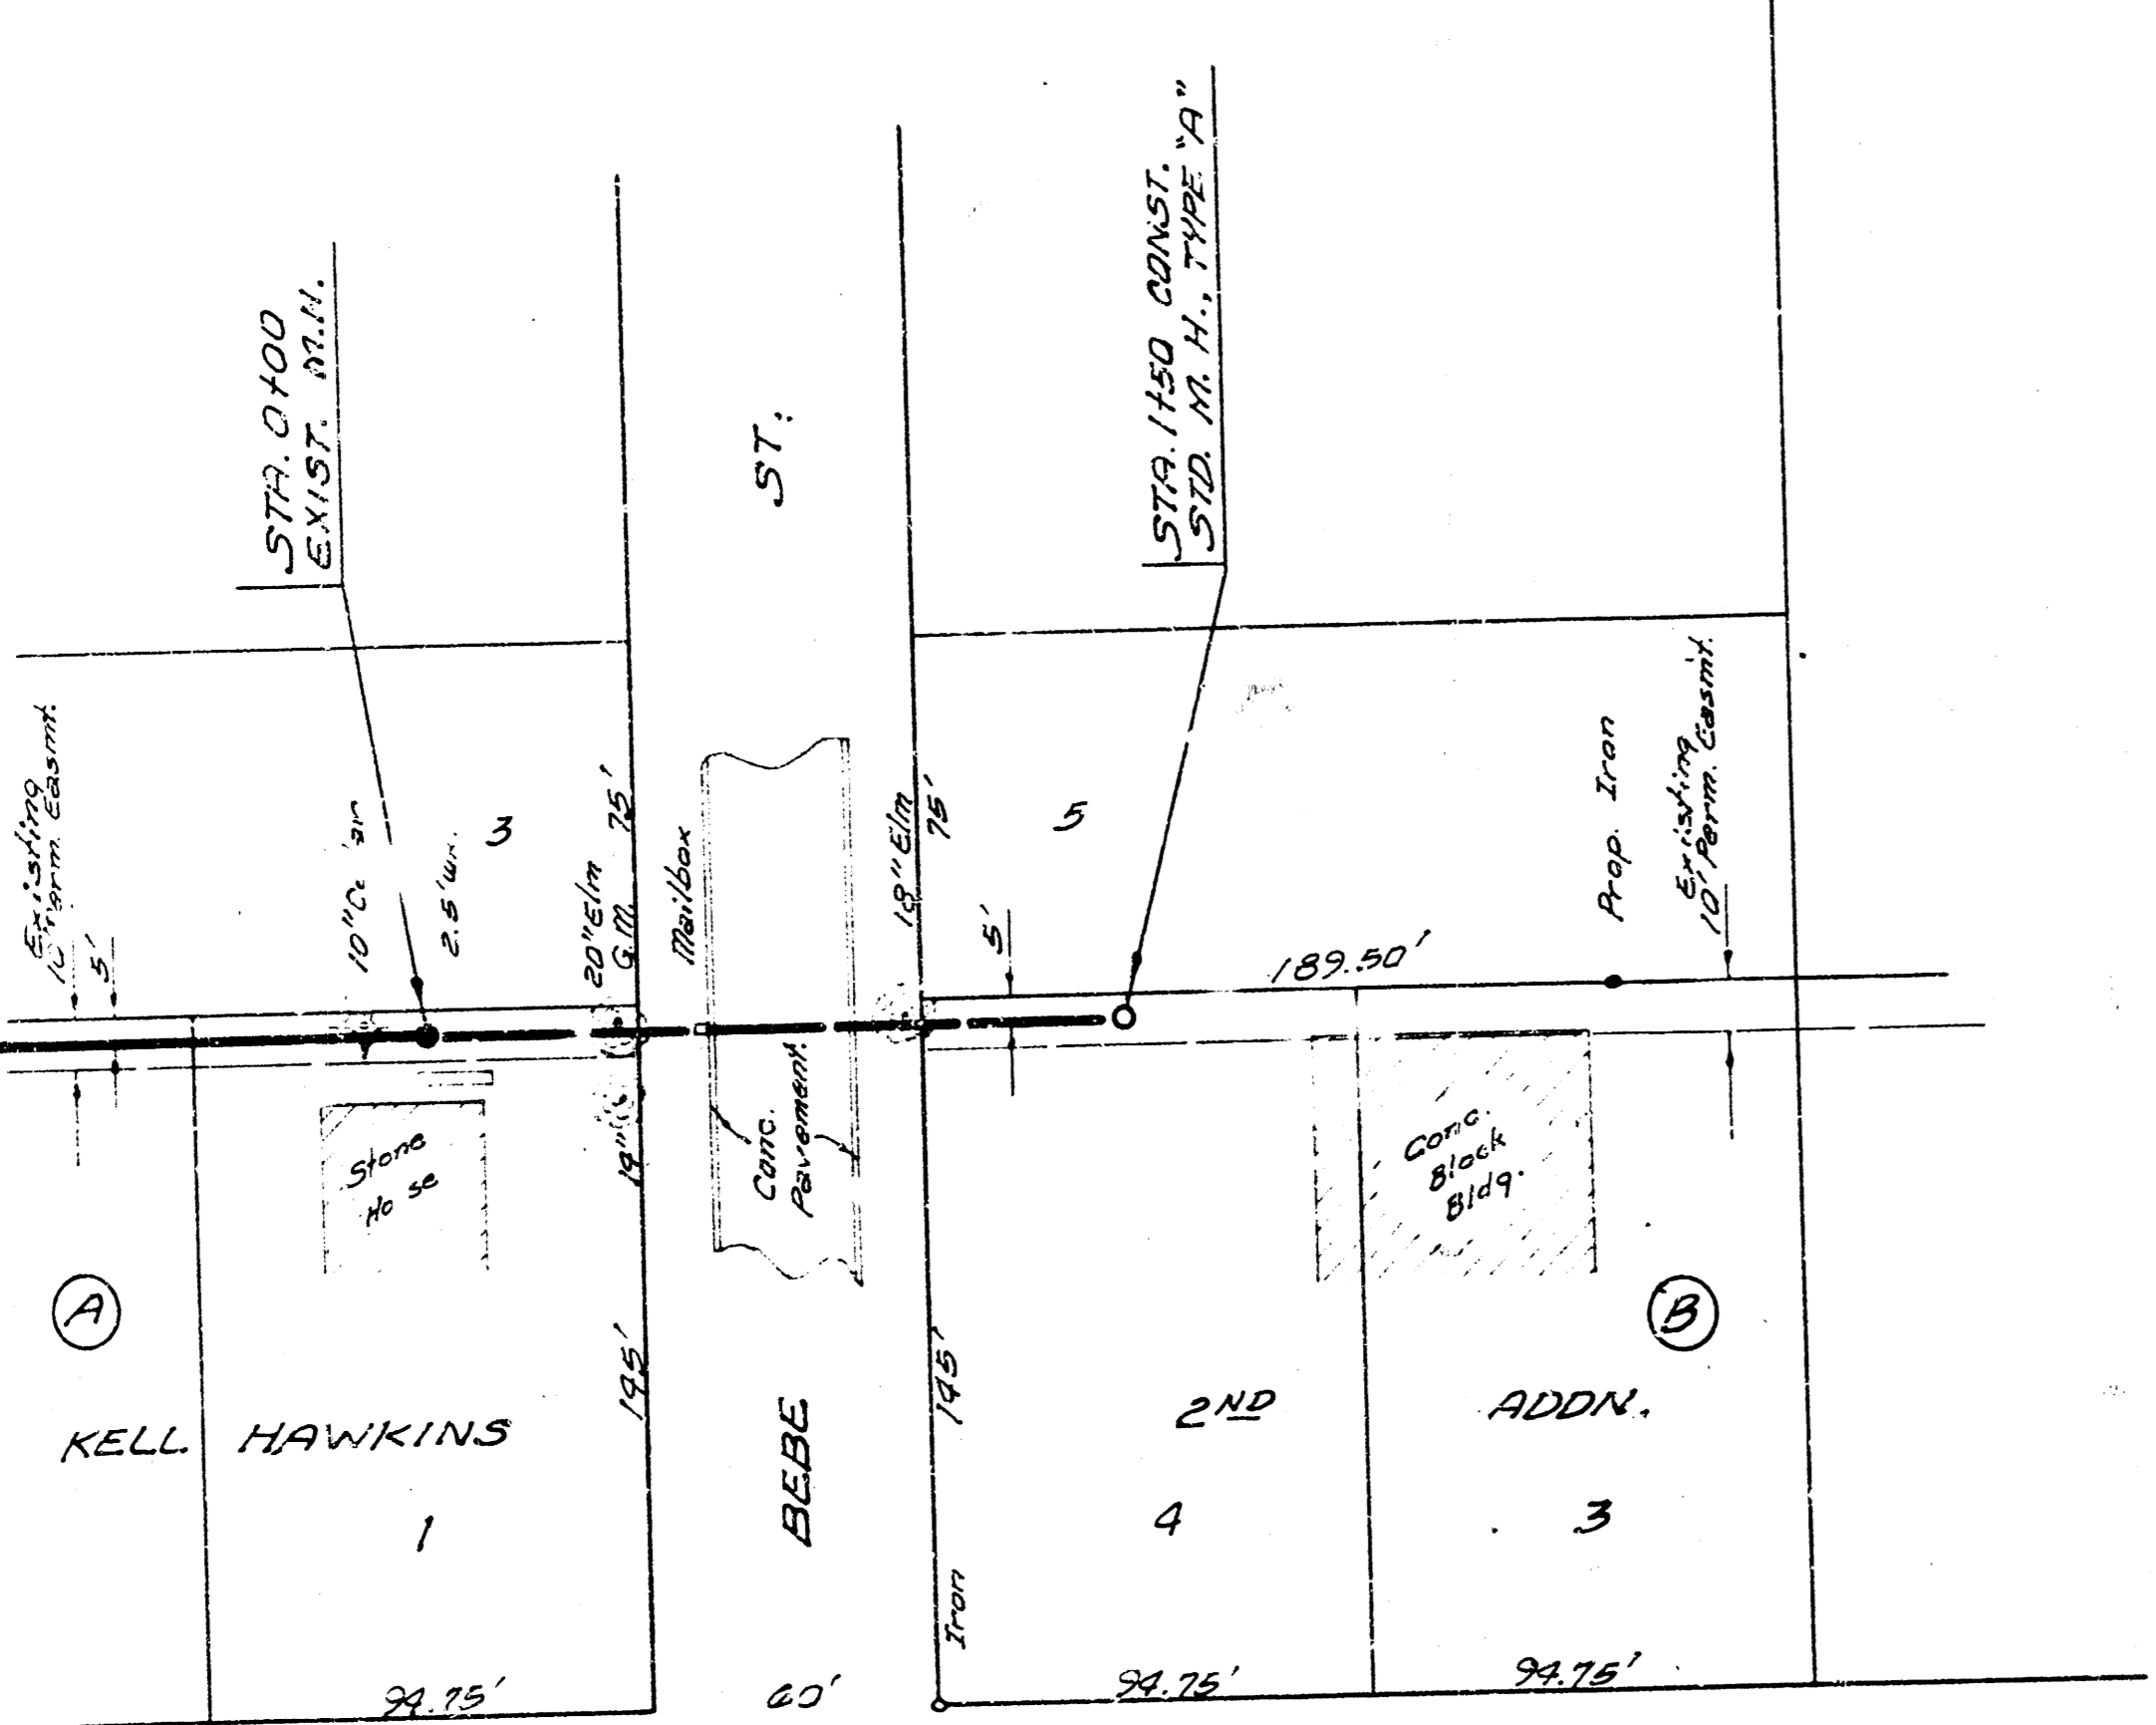 STA. 0+00
EXIST. M.H.
ST.
STA. 1+50 CONST.
STD. M. H., TYPE "A"
Existing
10' Perm. Easmt.
5'
10"
2.5'
3
20" Elm
G.M.
75'
Mailbox
18" Elm
75'
5
5'
189.50'
Prop. Iron
Existing
10' Perm. Easmt.
Stone
Ho se
19"
Conc.
Pavement
Conc.
Block
Bldg.
A
B
145'
145'
KELL HAWKINS
2ND ADDN.
BEBE
1
4
3
Iron
94.75'
60'
94.75'
94.75'